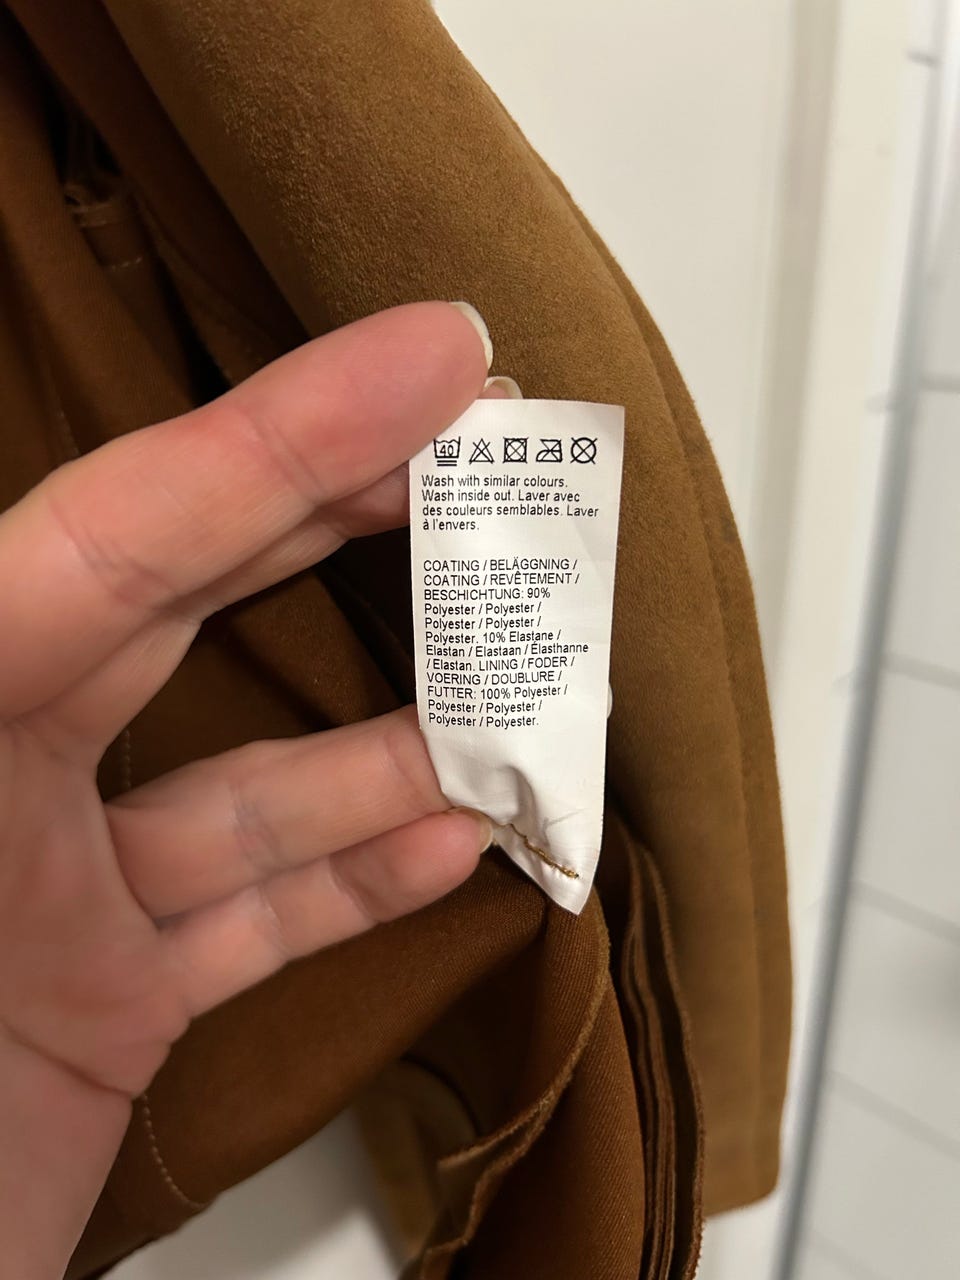 40
Wash with similar colours.
Wash inside out. Laver avec
des couleurs semblables. Laver
à l'envers.
COATING / BELÄGGNING /
COATING / REVÊTEMENT /
BESCHICHTUNG: 90%
Polyester / Polyester /
Polyester / Polyester /
Polyester. 10% Elastane /
Elastan / Elastaan / Élasthanne
/ Elastan. LINING / FODER /
VOERING / DOUBLURE /
FUTTER: 100% Polyester /
Polyester / Polyester /
Polyester / Polyester.